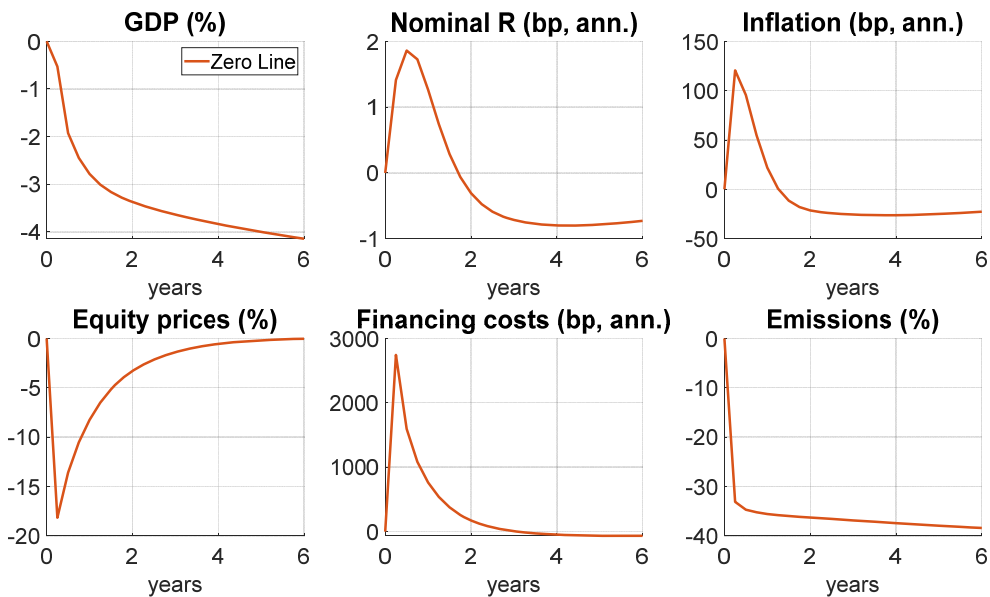 GDP (%)
0
-1
-2
-3
-4
0 2 4 6
years
Zero Line
Nominal R (bp, ann.)
2
1
0
-1
0 2 4 6
years
Inflation (bp, ann.)
150
100
50
0
-50
0 2 4 6
years
Equity prices (%)
0
-5
-10
-15
-20
0 2 4 6
years
Financing costs (bp, ann.)
3000
2000
1000
0
0 2 4 6
years
Emissions (%)
0
-10
-20
-30
-40
0 2 4 6
years